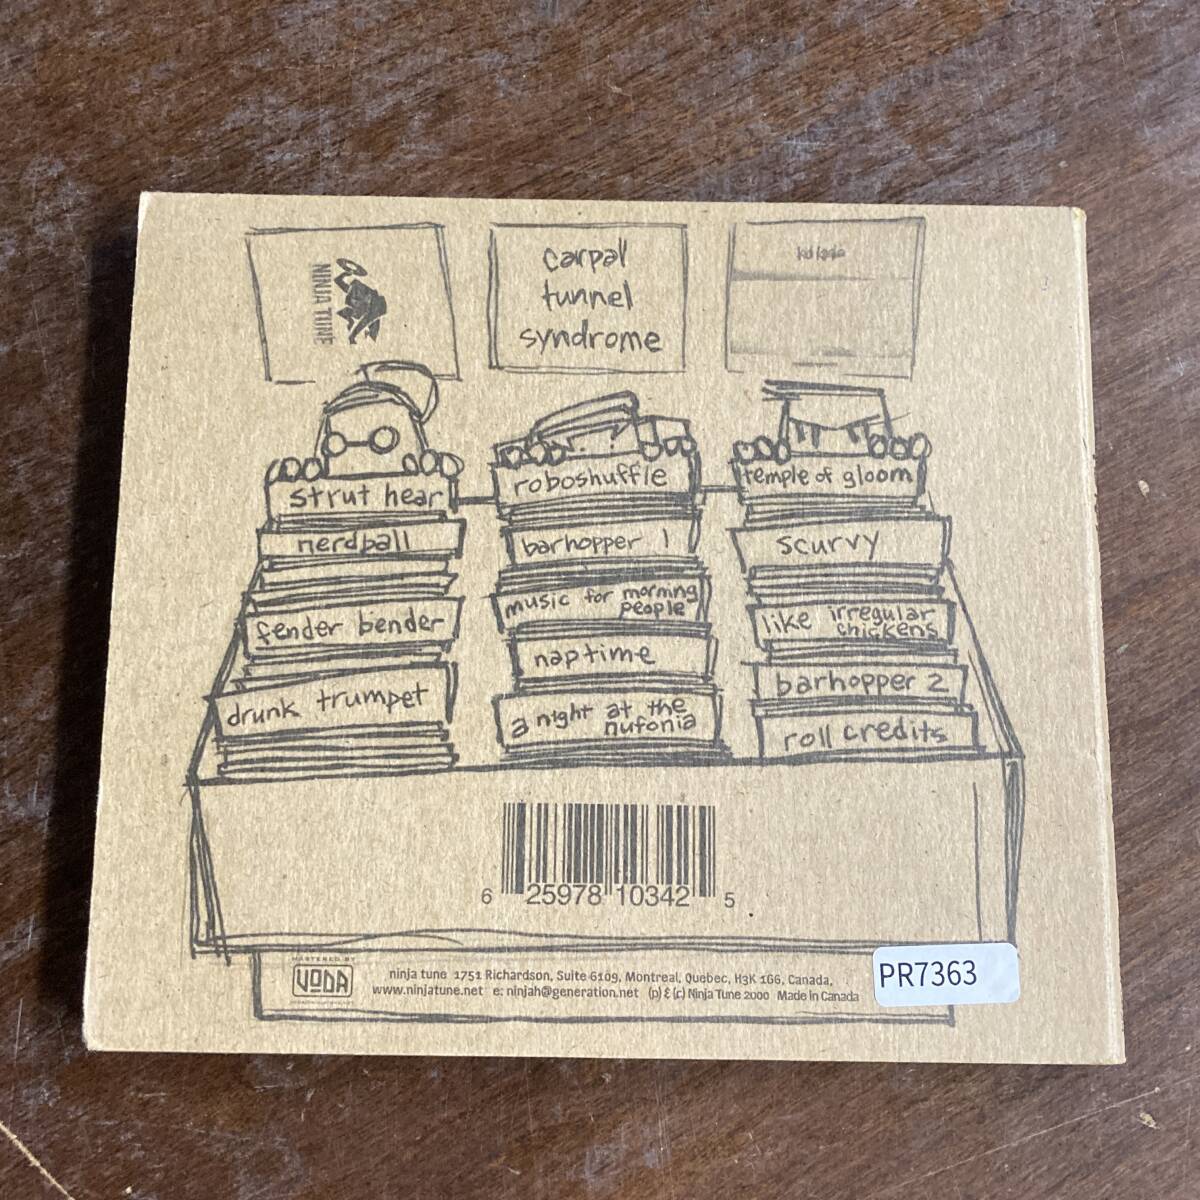 NINJA TUNE
carpal
tunnel
syndrome
kid koala
strut hear
nerdball
fender bender
drunk trumpet
roboshuffle
barhopper 1
music for morning
people
naptime
a night at the
nufonia
temple of gloom
scurvy
like irregular
chickens
barhopper 2
roll credits
6 25978 10342 5
MASTERED BY
VODA
ninja tune 1751 Richardson, Suite 6109, Montreal, Quebec, H3K 1G6, Canada,
www.ninjatune.net e: ninjah@generation.net (p) & (c) Ninja Tune 2000 Made in Canada
PR7363